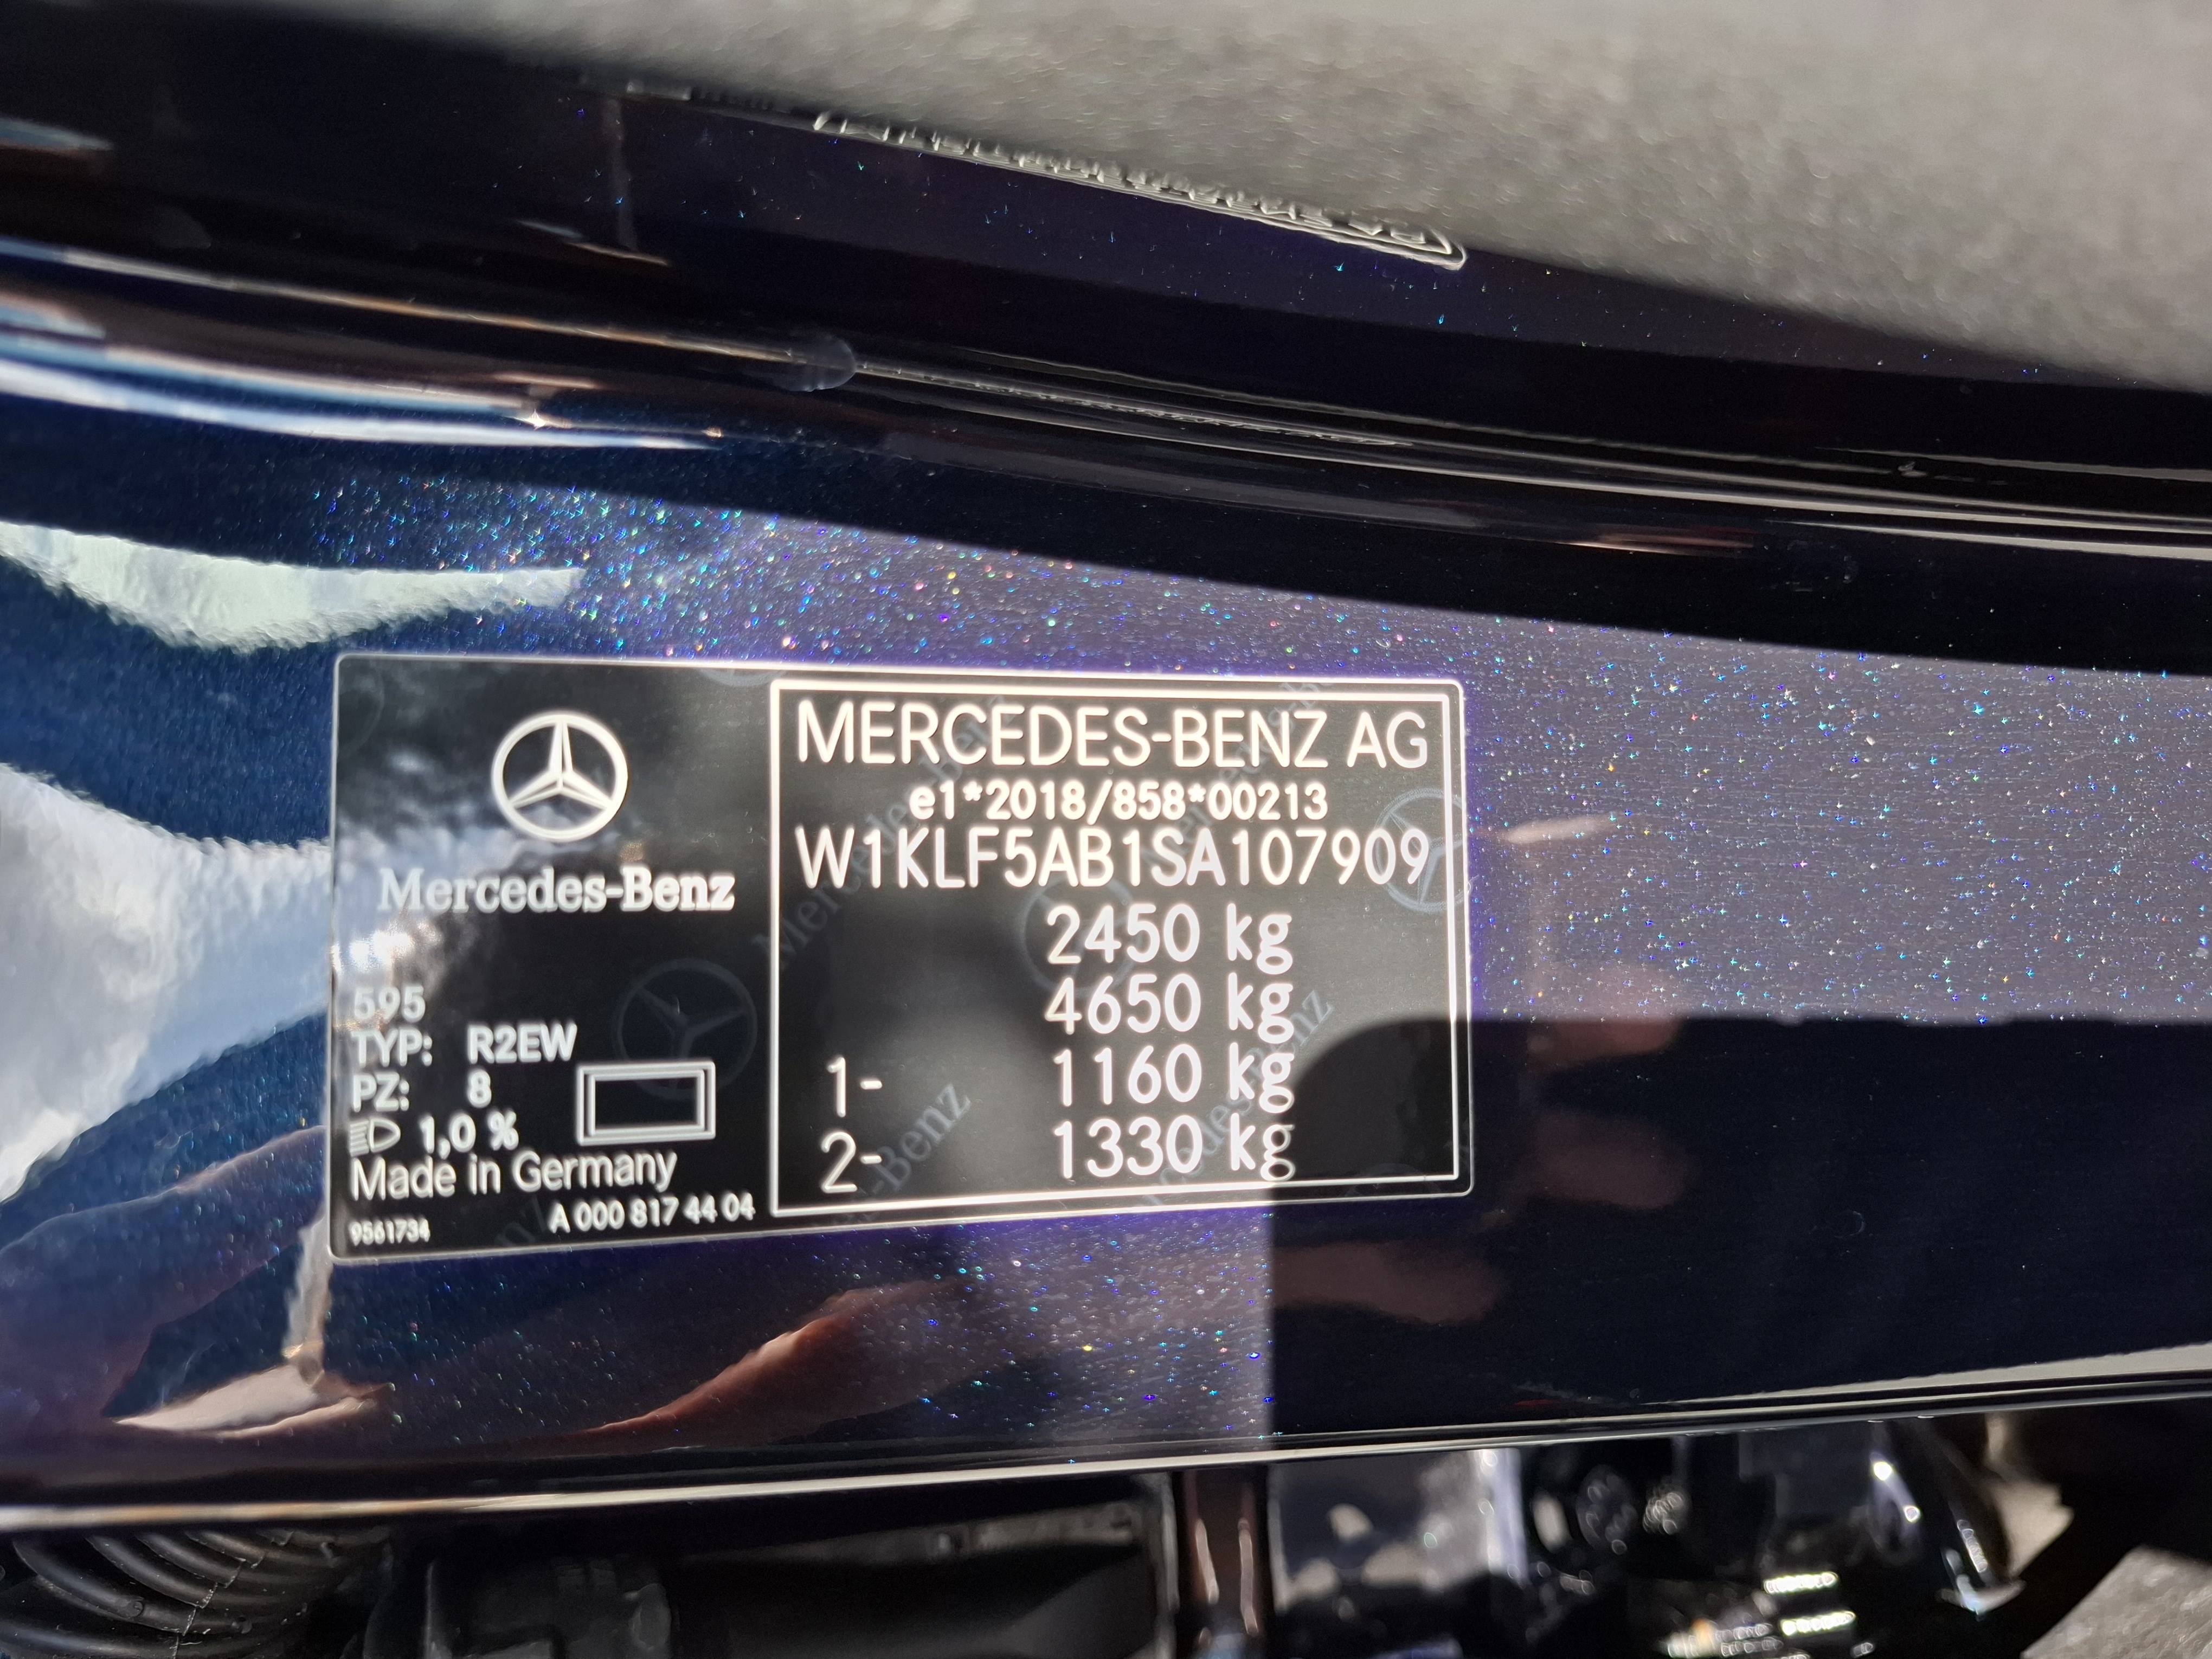 Mercedes-Benz
595
TYP: R2EW
PZ: 8
1,0 %
Made in Germany
A 000 817 44 04
9561734
MERCEDES-BENZ AG
e1*2018/858*00213
W1KLF5AB1SA107909
2450 kg
4650 kg
1- 1160 kg
2- 1330 kg